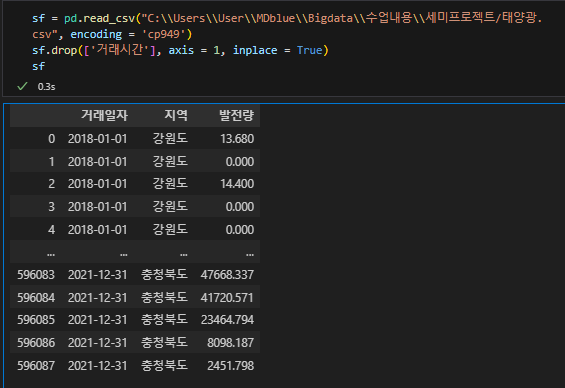 sf = pd.read_csv("C:\\Users\\User\\MDblue\\Bigdata\\수업내용\\세미프로젝트/태양광.
csv", encoding = 'cp949')
sf.drop(['거래시간'], axis = 1, inplace = True)
sf
0.3s
거래일자 지역 발전량
0 2018-01-01 강원도 13.680
1 2018-01-01 강원도 0.000
2 2018-01-01 강원도 14.400
3 2018-01-01 강원도 0.000
4 2018-01-01 강원도 0.000
... ... ... ...
596083 2021-12-31 충청북도 47668.337
596084 2021-12-31 충청북도 41720.571
596085 2021-12-31 충청북도 23464.794
596086 2021-12-31 충청북도 8098.187
596087 2021-12-31 충청북도 2451.798